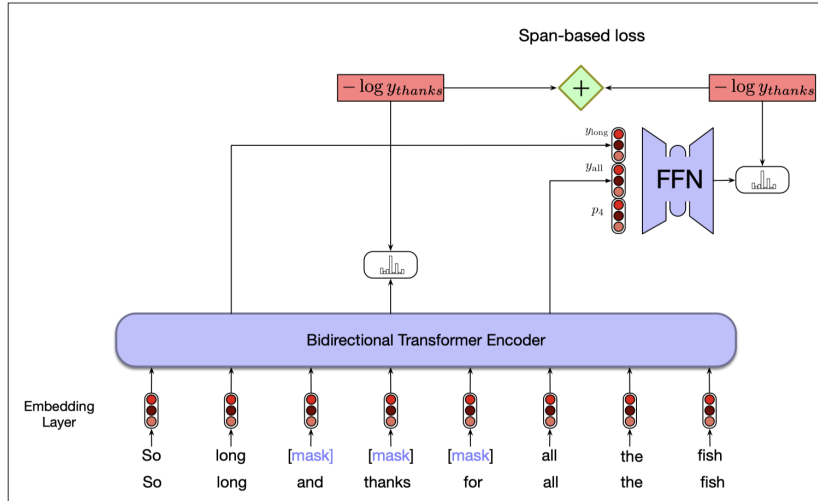 Span-based loss
− log y_thanks + − log y_thanks
y_long
y_all FFN
p_4
Bidirectional Transformer Encoder
Embedding
Layer
So long [mask] [mask] [mask] all the fish
So long and thanks for all the fish